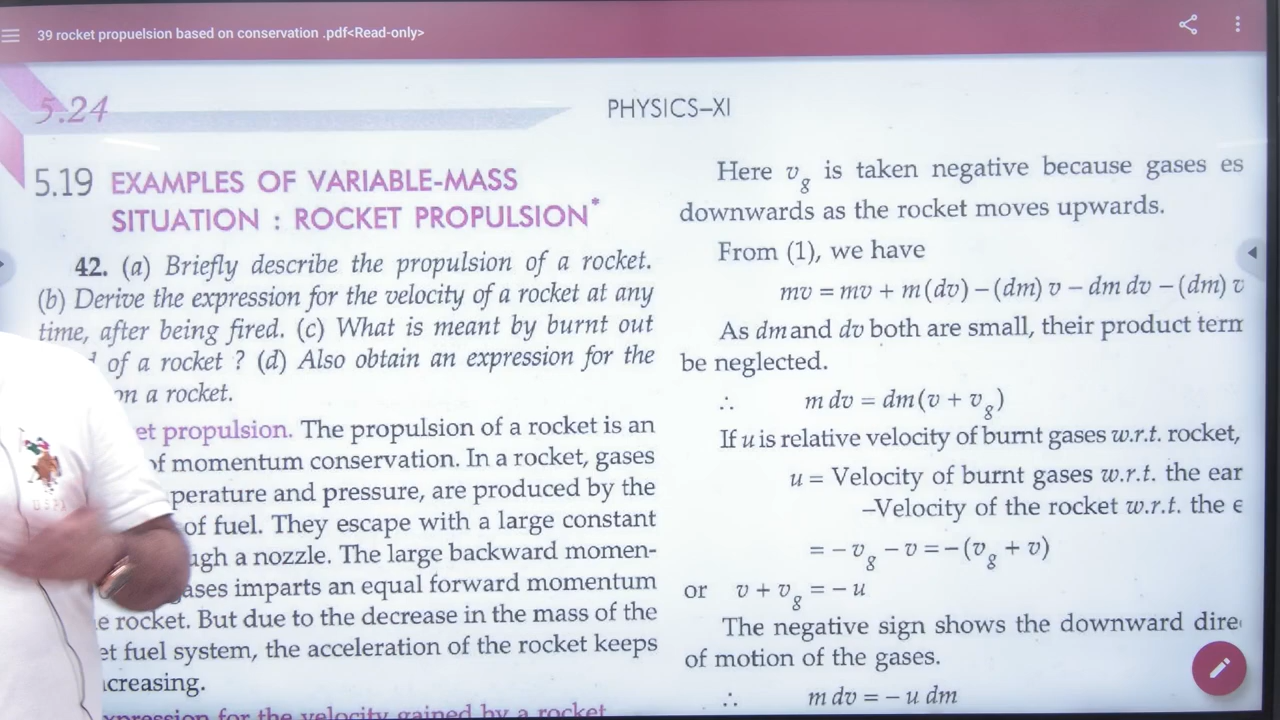 39 rocket propuelsion based on conservation .pdf<Read-only>
5.24
PHYSICS–XI
5.19 EXAMPLES OF VARIABLE-MASS
SITUATION : ROCKET PROPULSION*
42. (a) Briefly describe the propulsion of a rocket.
(b) Derive the expression for the velocity of a rocket at any
time, after being fired. (c) What is meant by burnt out
of a rocket ? (d) Also obtain an expression for the
on a rocket.
et propulsion. The propulsion of a rocket is an
of momentum conservation. In a rocket, gases
perature and pressure, are produced by the
of fuel. They escape with a large constant
ugh a nozzle. The large backward momen-
ases imparts an equal forward momentum
e rocket. But due to the decrease in the mass of the
et fuel system, the acceleration of the rocket keeps
creasing.
xpression for the velocity gained by a rocket
Here v_g is taken negative because gases es
downwards as the rocket moves upwards.
From (1), we have
mv = mv + m(dv) – (dm) v – dm dv – (dm) v
As dm and dv both are small, their product term
be neglected.
∴ m dv = dm(v + v_g)
If u is relative velocity of burnt gases w.r.t. rocket,
u = Velocity of burnt gases w.r.t. the ear
–Velocity of the rocket w.r.t. the e
= – v_g – v = – (v_g + v)
or v + v_g = – u
The negative sign shows the downward dire
of motion of the gases.
∴ m dv = – u dm